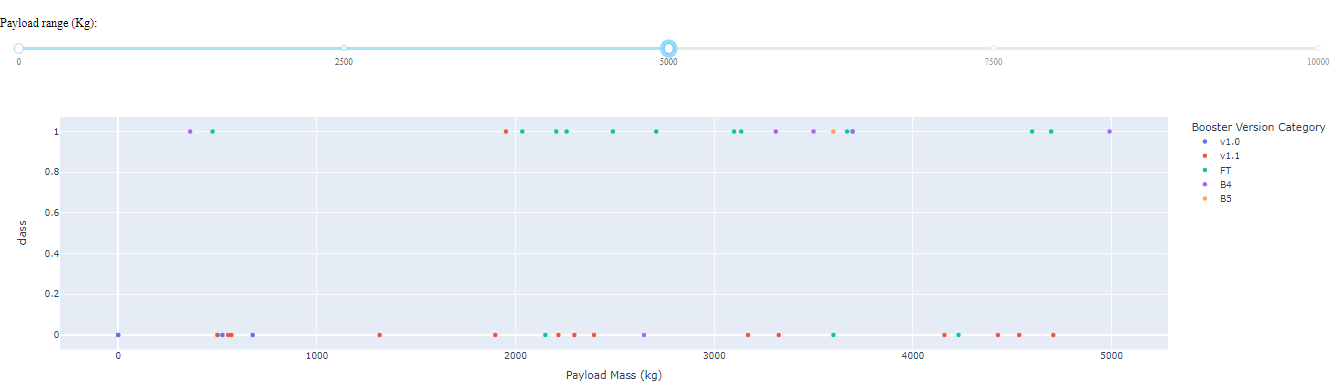 Payload range (Kg):
0 2500 5000 7500 10000
Booster Version Category
v1.0
v1.1
FT
B4
B5
class
1
0.8
0.6
0.4
0.2
0
0 1000 2000 3000 4000 5000
Payload Mass (kg)